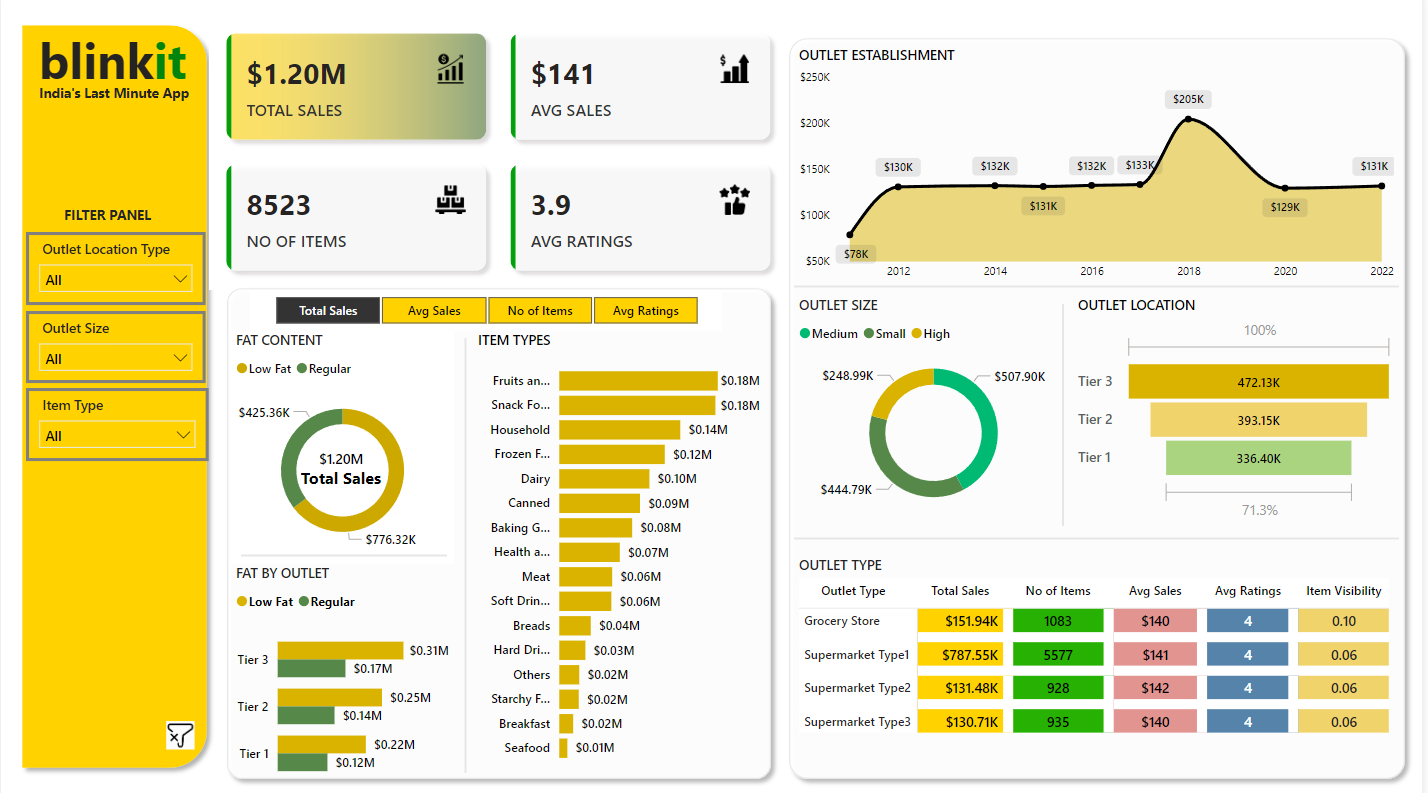 blinkit
India's Last Minute App
FILTER PANEL
Outlet Location Type
All
Outlet Size
All
Item Type
All
$1.20M
TOTAL SALES
$141
AVG SALES
8523
NO OF ITEMS
3.9
AVG RATINGS
Total Sales Avg Sales No of Items Avg Ratings
FAT CONTENT
Low Fat Regular
$425.36K
$1.20M
Total Sales
$776.32K
FAT BY OUTLET
Low Fat Regular
Tier 3 $0.31M
$0.17M
Tier 2 $0.25M
$0.14M
Tier 1 $0.22M
$0.12M
ITEM TYPES
Fruits an... $0.18M
Snack Fo... $0.18M
Household $0.14M
Frozen F... $0.12M
Dairy $0.10M
Canned $0.09M
Baking G... $0.08M
Health a... $0.07M
Meat $0.06M
Soft Drin... $0.06M
Breads $0.04M
Hard Dri... $0.03M
Others $0.02M
Starchy F... $0.02M
Breakfast $0.02M
Seafood $0.01M
OUTLET ESTABLISHMENT
$250K
$200K
$150K
$100K
$50K
$78K
$130K
$132K
$131K
$132K
$133K
$205K
$129K
$131K
2012 2014 2016 2018 2020 2022
OUTLET SIZE
Medium Small High
$248.99K
$507.90K
$444.79K
OUTLET LOCATION
100%
Tier 3 472.13K
Tier 2 393.15K
Tier 1 336.40K
71.3%
OUTLET TYPE
Outlet Type Total Sales No of Items Avg Sales Avg Ratings Item Visibility
Grocery Store $151.94K 1083 $140 4 0.10
Supermarket Type1 $787.55K 5577 $141 4 0.06
Supermarket Type2 $131.48K 928 $142 4 0.06
Supermarket Type3 $130.71K 935 $140 4 0.06